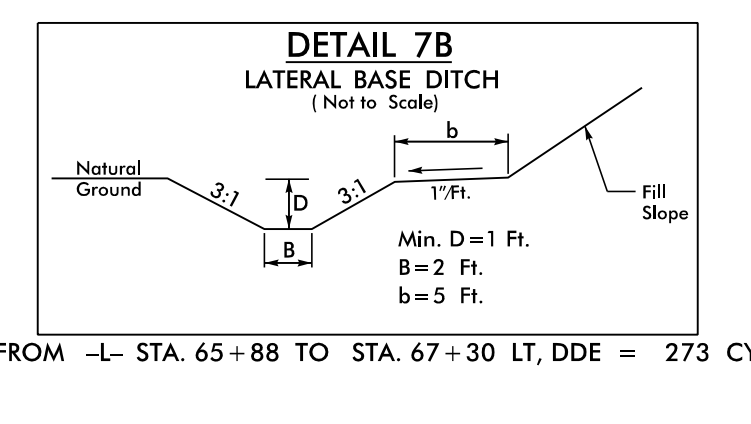 DETAIL 7B
LATERAL BASE DITCH
( Not to Scale)
b
Natural
Ground
3:1
D
3:1
1"/Ft.
Fill
Slope
B
Min. D=1 Ft.
B=2 Ft.
b=5 Ft.
FROM -L- STA. 65+88 TO STA. 67+30 LT, DDE = 273 CY